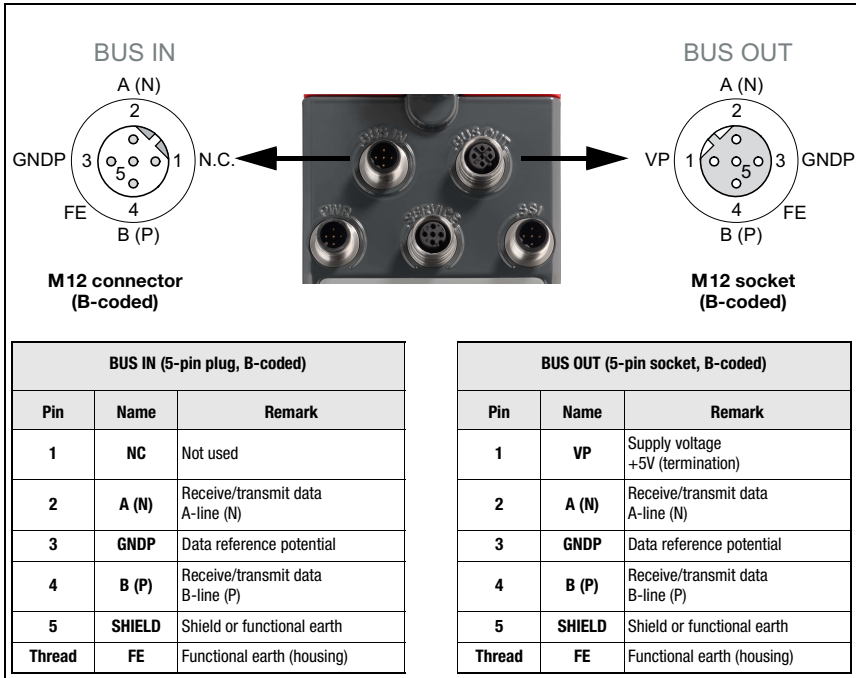 BUS IN
A (N)
2
GNDP 3 5 1 N.C.
4
FE
B (P)
M12 connector
(B-coded)
BUS IN
BUS OUT
PWR
SERVICE
SSI
BUS OUT
A (N)
2
VP 1 5 3 GNDP
4
FE
B (P)
M12 socket
(B-coded)
BUS IN (5-pin plug, B-coded)
Pin Name Remark
1 NC Not used
2 A (N) Receive/transmit data
A-line (N)
3 GNDP Data reference potential
4 B (P) Receive/transmit data
B-line (P)
5 SHIELD Shield or functional earth
Thread FE Functional earth (housing)
BUS OUT (5-pin socket, B-coded)
Pin Name Remark
1 VP Supply voltage
+5V (termination)
2 A (N) Receive/transmit data
A-line (N)
3 GNDP Data reference potential
4 B (P) Receive/transmit data
B-line (P)
5 SHIELD Shield or functional earth
Thread FE Functional earth (housing)